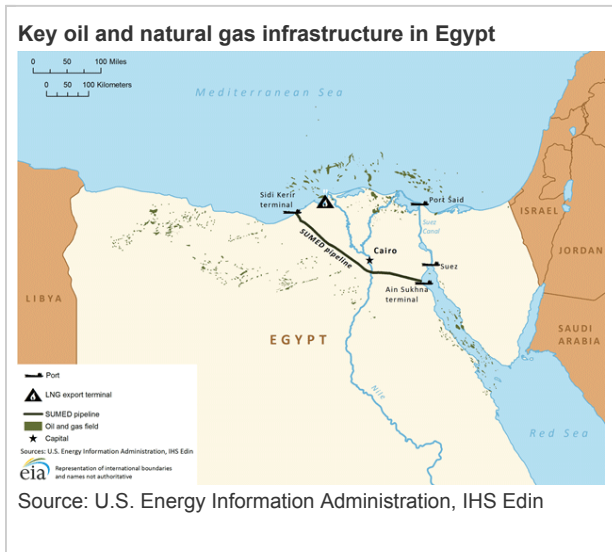 Key oil and natural gas infrastructure in Egypt
0 50 100 Miles
0 50 100 Kilometers
Mediterranean Sea
Sidi Kerir
terminal
Port Said
Suez
Canal
ISRAEL
SUMED pipeline
Cairo
Suez
JORDAN
Ain Sukhna
terminal
LIBYA
SAUDI
ARABIA
EGYPT
Nile
Port
LNG export terminal
SUMED pipeline
Oil and gas field
Capital
Red Sea
Sources: U.S. Energy Information Administration, IHS Edin
eia
Representation of international boundaries
and names not authoritative
Source: U.S. Energy Information Administration, IHS Edin